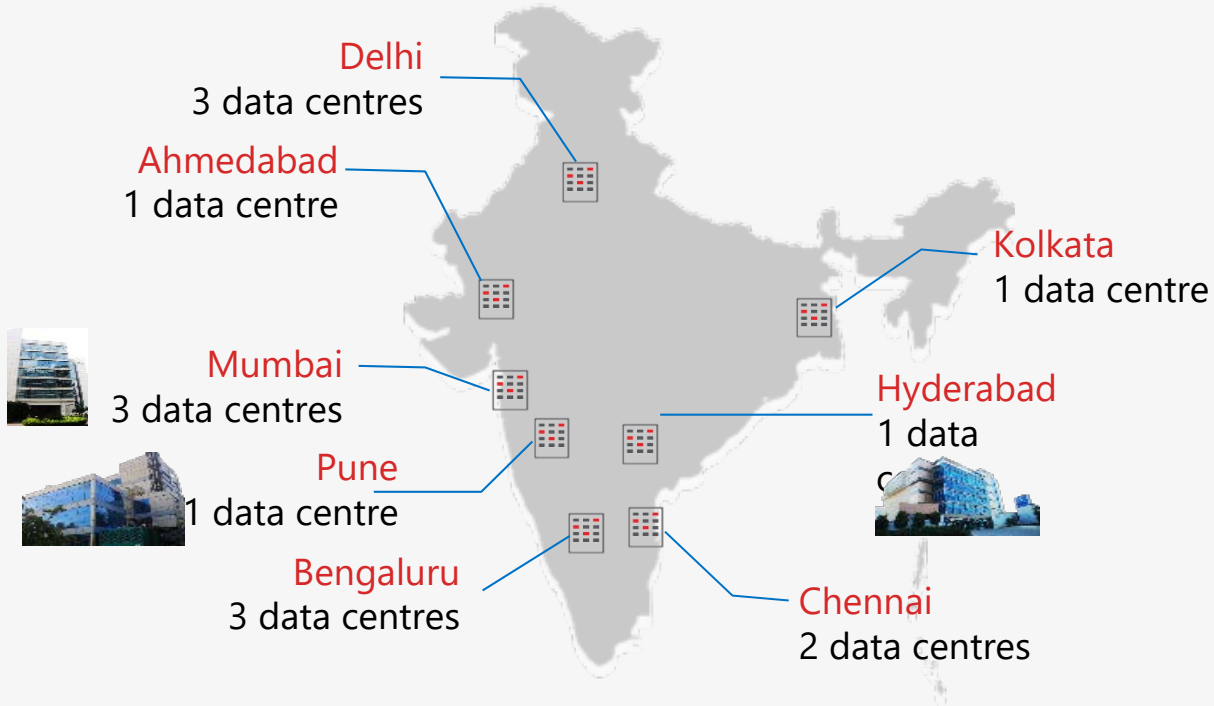 Delhi
3 data centres
Ahmedabad
1 data centre
Kolkata
1 data centre
Mumbai
3 data centres
Hyderabad
1 data
Pune
1 data centre
Bengaluru
3 data centres
Chennai
2 data centres